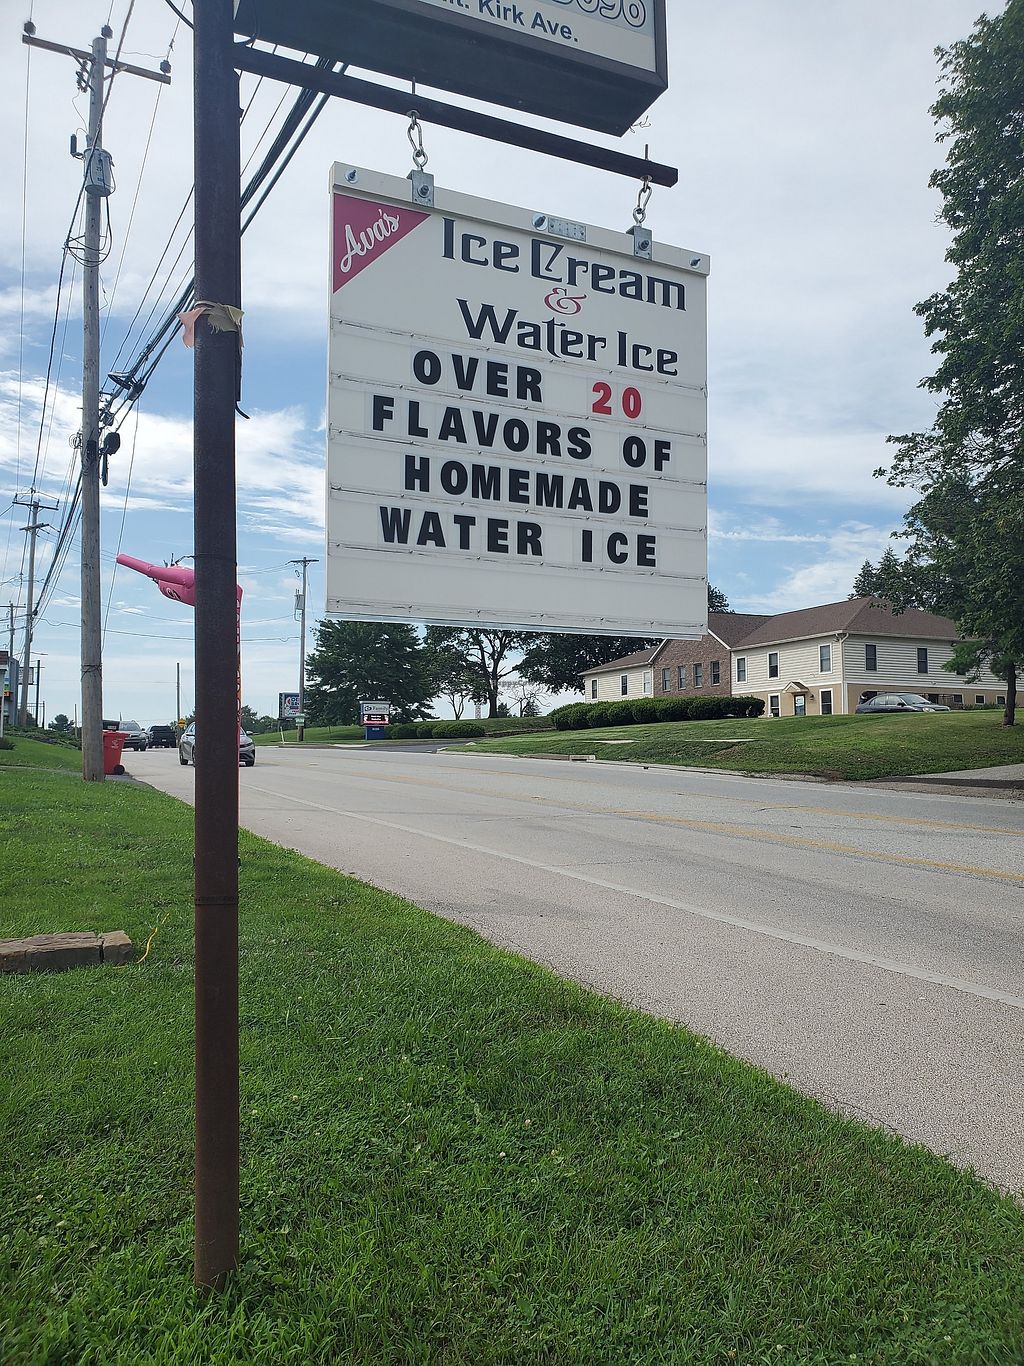 Kirk Ave.
Ava's
Ice Cream
&
Water Ice
OVER 20
FLAVORS OF
HOMEMADE
WATER ICE